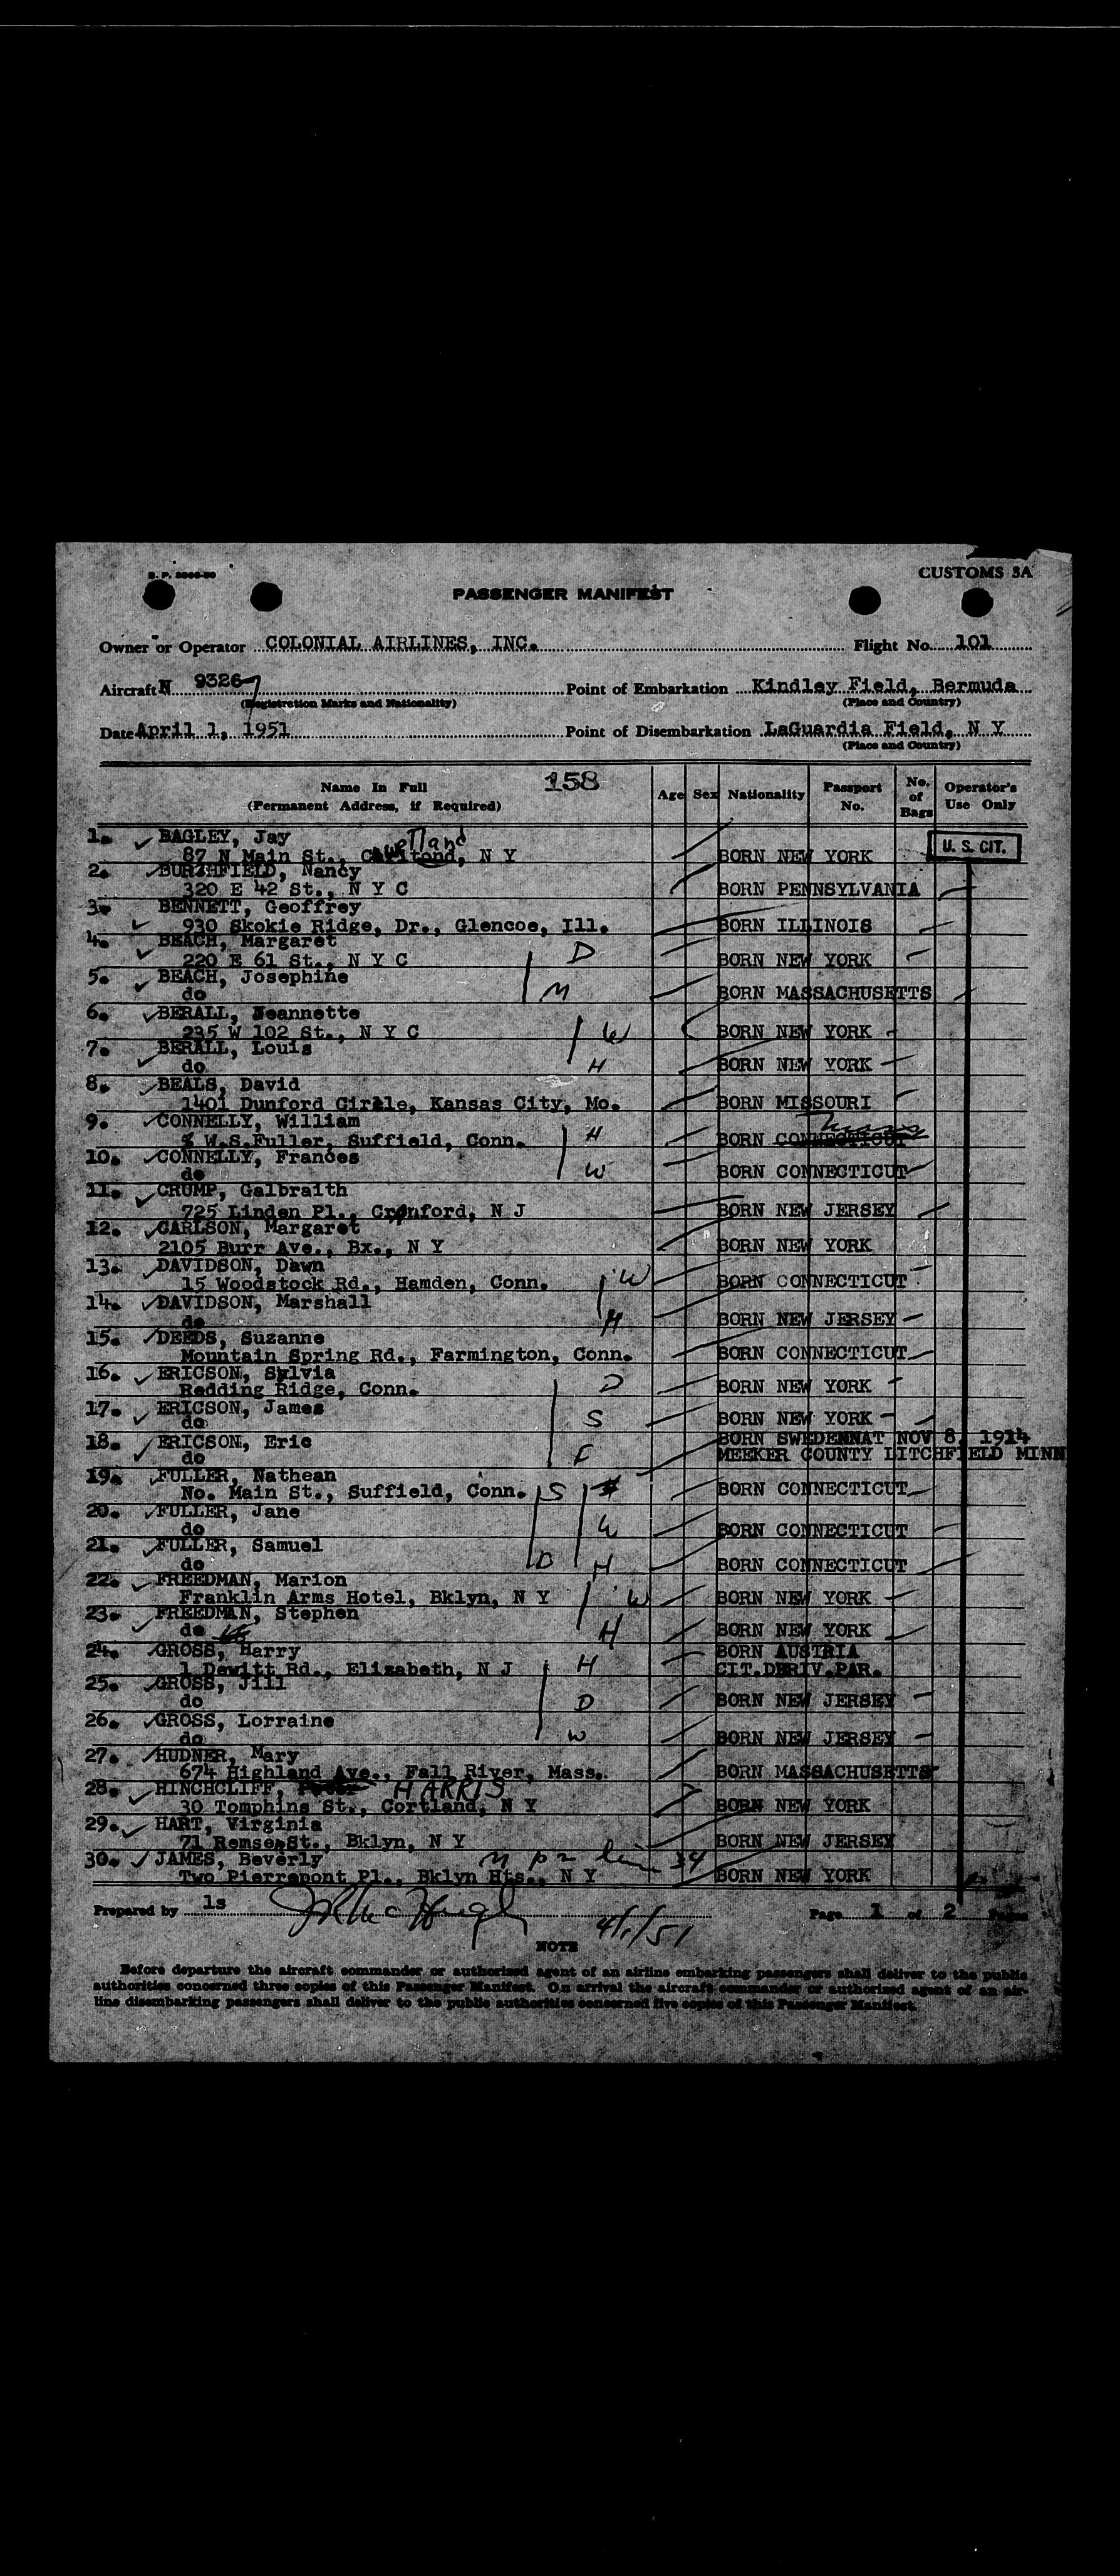 CUSTOMS 3A
PASSENGER MANIFEST
Owner or Operator COLONIAL AIRLINES, INC. Flight No. 101
Aircraft N 93267 Point of Embarkation Kindley Field, Bermuda
(Registration Marks and Nationality) (Place and Country)
Date April 1, 1951 Point of Disembarkation LaGuardia Field, N Y
(Place and Country)
158
Name In Full Age Sex Nationality Passport No. No. of Bags Operator's Use Only
(Permanent Address, if Required)
U. S. CIT.
1. BAGLEY, Jay
87 N Main St., N Y BORN NEW YORK
2. BURCHFIELD, Nancy
320 E 42 St., N Y C BORN PENNSYLVANIA
3. BENNETT, Geoffrey
930 Skokie Ridge, Dr., Glencoe, Ill. BORN ILLINOIS
4. BEACH, Margaret
220 E 61 St., N Y C D BORN NEW YORK
5. BEACH, Josephine
do M BORN MASSACHUSETTS
6. BERALL, Jeannette
235 W 102 St., N Y C W BORN NEW YORK
7. BERALL, Louis
do H BORN NEW YORK
8. BEALS, David
1401 Dunford Circle, Kansas City, Mo. BORN MISSOURI
9. CONNELLY, William
% W.S.Fuller, Suffield, Conn. H BORN CONNECTICUT
10. CONNELLY, Frances
do W BORN CONNECTICUT
11. CRUMP, Galbraith
725 Linden Pl., Cranford, N J BORN NEW JERSEY
12. CARLSON, Margaret
2105 Burr Ave., Bx., N Y BORN NEW YORK
13. DAVIDSON, Dawn
15 Woodstock Rd., Hamden, Conn. W BORN CONNECTICUT
14. DAVIDSON, Marshall
do H BORN NEW JERSEY
15. DEEDS, Suzanne
Mountain Spring Rd., Farmington, Conn. BORN CONNECTICUT
16. ERICSON, Sylvia
Redding Ridge, Conn. D BORN NEW YORK
17. ERICSON, James
do S BORN NEW YORK
18. ERICSON, Eric BORN SWEDENNAT NOV 8, 1914
do F MEEKER COUNTY LITCHFIELD MINN
19. FULLER, Nathean
No. Main St., Suffield, Conn. S BORN CONNECTICUT
20. FULLER, Jane
do W BORN CONNECTICUT
21. FULLER, Samuel
do D H BORN CONNECTICUT
22. FREEDMAN, Marion
Franklin Arms Hotel, Bklyn, N Y W BORN NEW YORK
23. FREEDMAN, Stephen
do H BORN NEW YORK
24. GROSS, Harry BORN AUSTRIA
1 Dewitt Rd., Elizabeth, N J H CIT.DERIV.PAR.
25. GROSS, Jill
do D BORN NEW JERSEY
26. GROSS, Lorraine
do W BORN NEW JERSEY
27. HUDNER, Mary
674 Highland Ave., Fall River, Mass. BORN MASSACHUSETTS
28. HINCHCLIFF, HARRIS
30 Tomphins St., Cortland, N Y BORN NEW YORK
29. HART, Virginia
71 Remsen St., Bklyn, N Y BORN NEW JERSEY
30. JAMES, Beverly
Two Pierrepont Pl., Bklyn Hts., N Y BORN NEW YORK
Prepared by ls 4/1/51 Page 1 of 2 Pages
NOTE
Before departure the aircraft commander or authorized agent of an airline embarking passengers shall deliver to the public
authorities concerned three copies of this Passenger Manifest. On arrival the aircraft commander or authorized agent of an air-
line disembarking passengers shall deliver to the public authorities concerned five copies of this Passenger Manifest.